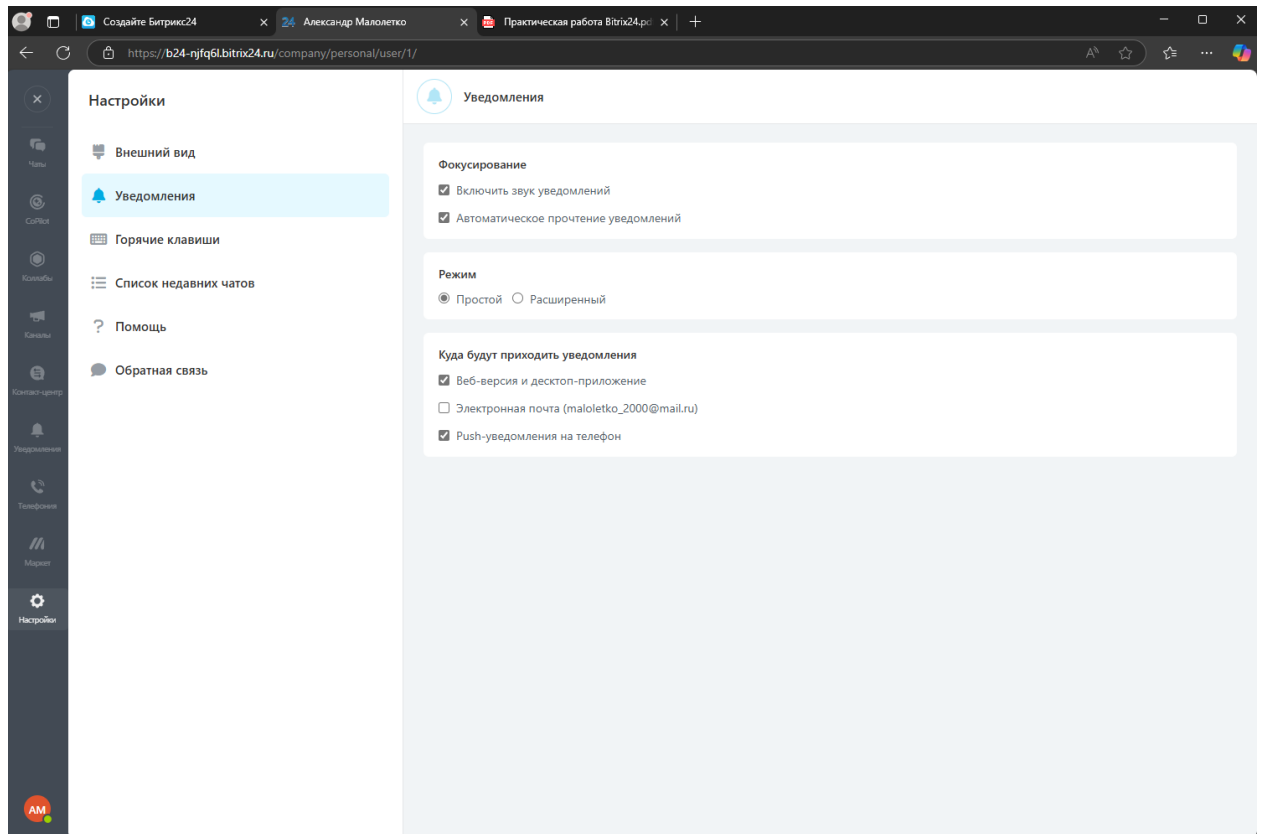 Создайте Битрикс24
24 Александр Малолетко
Практическая работа Bitrix24.pd
https://b24-njfq6l.bitrix24.ru/company/personal/user/1/
Чаты
CoPilot
Коллабы
Каналы
Контакт-центр
Уведомления
Телефония
Маркет
Настройки
AM
Настройки
Внешний вид
Уведомления
Горячие клавиши
Список недавних чатов
Помощь
Обратная связь
Уведомления
Фокусирование
Включить звук уведомлений
Автоматическое прочтение уведомлений
Режим
Простой Расширенный
Куда будут приходить уведомления
Веб-версия и десктоп-приложение
Электронная почта (maloletko_2000@mail.ru)
Push-уведомления на телефон